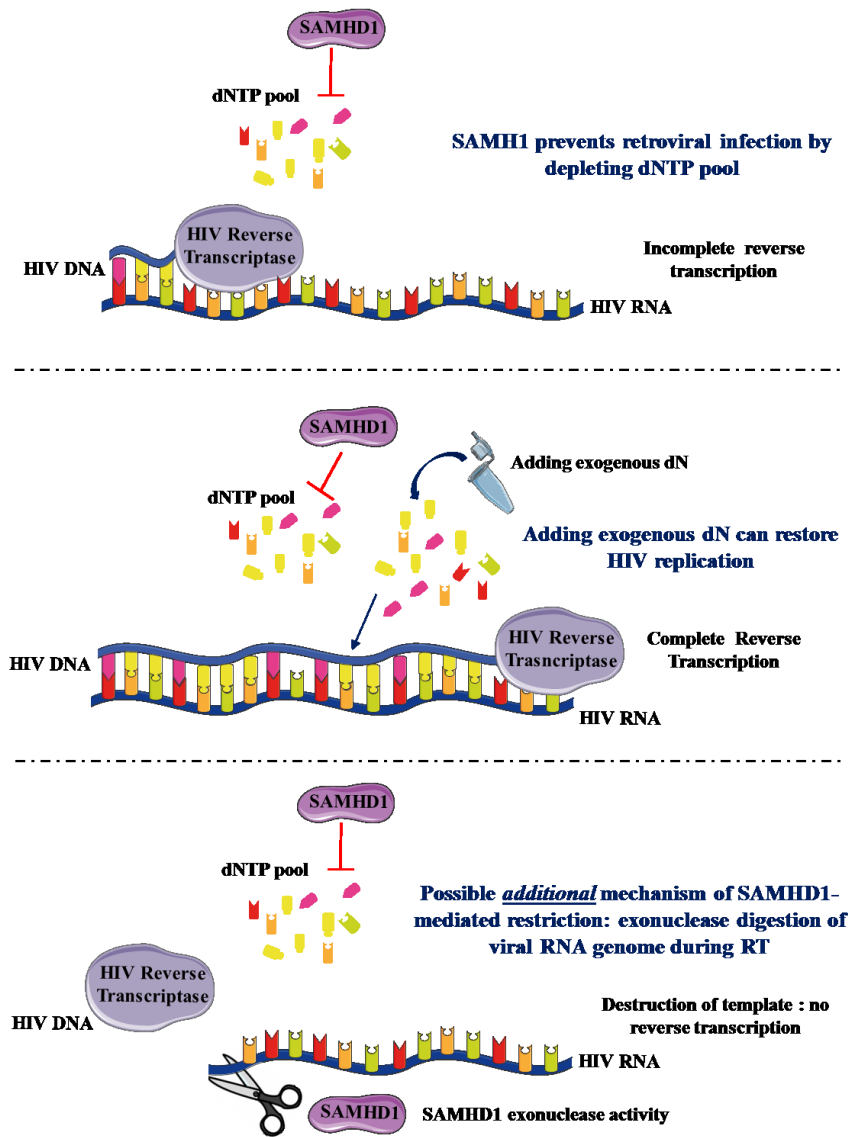 SAMHD1
dNTP pool
SAMH1 prevents retroviral infection by
depleting dNTP pool
HIV Reverse
Transcriptase
HIV DNA
Incomplete reverse
transcription
HIV RNA
SAMHD1
Adding exogenous dN
dNTP pool
Adding exogenous dN can restore
HIV replication
HIV Reverse
Trasncriptase
HIV DNA
Complete Reverse
Transcription
HIV RNA
SAMHD1
dNTP pool
Possible additional mechanism of SAMHD1-
mediated restriction: exonuclease digestion of
viral RNA genome during RT
HIV Reverse
Transcriptase
HIV DNA
Destruction of template : no
reverse transcription
HIV RNA
SAMHD1
SAMHD1 exonuclease activity